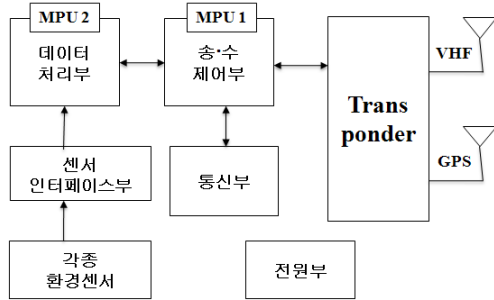 MPU 2
데이터
처리부
MPU 1
송·수
제어부
Trans
ponder
VHF
GPS
센서
인터페이스부
통신부
각종
환경센서
전원부